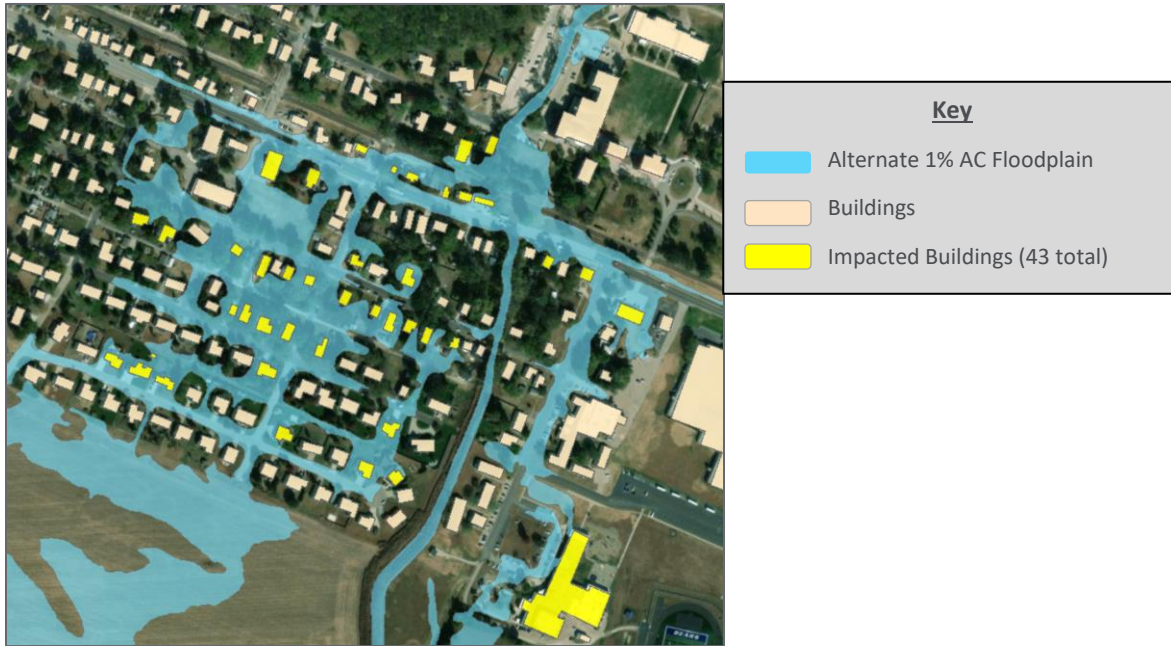 Key
Alternate 1% AC Floodplain
Buildings
Impacted Buildings (43 total)